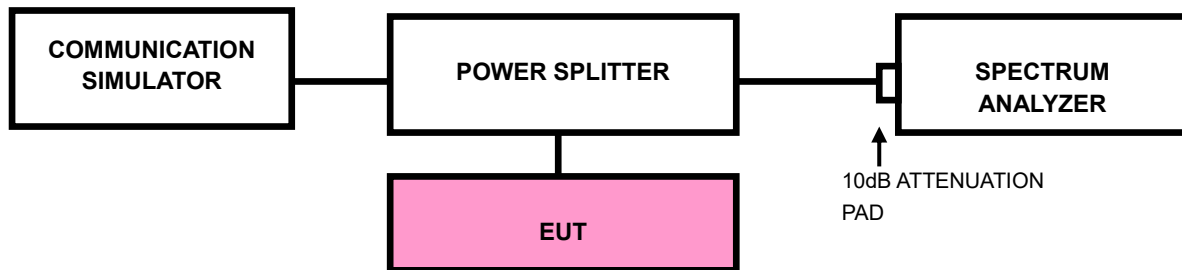 COMMUNICATION
SIMULATOR
POWER SPLITTER
SPECTRUM
ANALYZER
10dB ATTENUATION
PAD
EUT